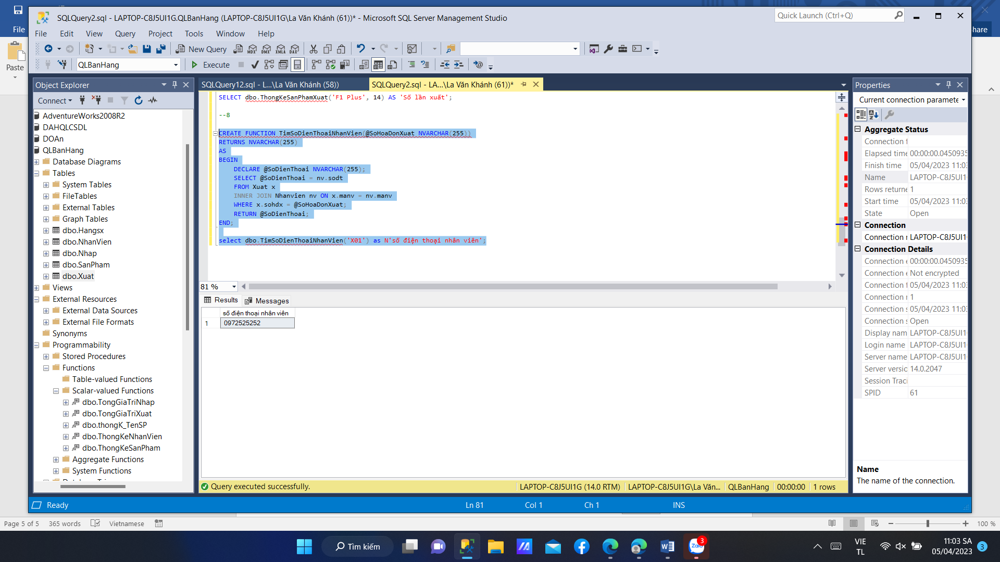 SQLQuery2.sql - LAPTOP-C8J5UI1G.QLBanHang (LAPTOP-C8J5UI1G\La Văn Khánh (61))* - Microsoft SQL Server Management Studio
Quick Launch (Ctrl+Q)
File
hare
File Edit View Query Project Tools Window Help
New Query
MDX DMX XMLA DAX
Paste
QLBanHang
Execute
Object Explorer
Connect
AdventureWorks2008R2
DAHQLCSDL
DOAn
QLBanHang
Database Diagrams
Tables
System Tables
FileTables
External Tables
Graph Tables
dbo.Hangsx
dbo.NhanVien
dbo.Nhap
dbo.SanPham
dbo.Xuat
Views
External Resources
External Data Sources
External File Formats
Synonyms
Programmability
Stored Procedures
Functions
Table-valued Functions
Scalar-valued Functions
dbo.TongGiaTriNhap
dbo.TongGiaTriXuat
dbo.thongK_TenSP
dbo.ThongKeNhanVien
dbo.ThongKeSanPham
Aggregate Functions
System Functions
SQLQuery12.sql - L...\La Văn Khánh (58))
SQLQuery2.sql - LA...\La Văn Khánh (61))*
SELECT dbo.ThongKeSanPhamXuat('F1 Plus', 14) AS 'Số lần xuất';
--8
CREATE FUNCTION TimSoDienThoaiNhanVien(@SoHoaDonXuat NVARCHAR(255))
RETURNS NVARCHAR(255)
AS
BEGIN
DECLARE @SoDienThoai NVARCHAR(255);
SELECT @SoDienThoai = nv.sodt
FROM Xuat x
INNER JOIN Nhanvien nv ON x.manv = nv.manv
WHERE x.sohdx = @SoHoaDonXuat;
RETURN @SoDienThoai;
END;
select dbo.TimSoDienThoaiNhanVien('X01') as N'số điện thoại nhân viên';
81 %
Results Messages
số điện thoại nhân viên
1 0972525252
Query executed successfully.
LAPTOP-C8J5UI1G (14.0 RTM) LAPTOP-C8J5UI1G\La Văn... QLBanHang 00:00:00 1 rows
Properties
Current connection paramete
Aggregate Status
Connection f
Elapsed time 00:00:00.0450935
Finish time 05/04/2023 11:03
Name LAPTOP-C8J5UI1
Rows returne 1
Start time 05/04/2023 11:03
State Open
Connection
Connection r LAPTOP-C8J5UI1
Connection Details
Connection e 00:00:00.0450935
Connection e Not encrypted
Connection f 05/04/2023 11:03
Connection r 1
Connection s 05/04/2023 11:03
Connection s Open
Display nam LAPTOP-C8J5UI1
Login name LAPTOP-C8J5UI1
Server name LAPTOP-C8J5UI1
Server versic 14.0.2047
Session Traci
SPID 61
Name
The name of the connection.
Ready Ln 81 Col 1 Ch 1 INS
Page 5 of 5 365 words Vietnamese 100 %
Tìm kiếm
Zalo
3
VIE
TL
11:03 SA
05/04/2023
3